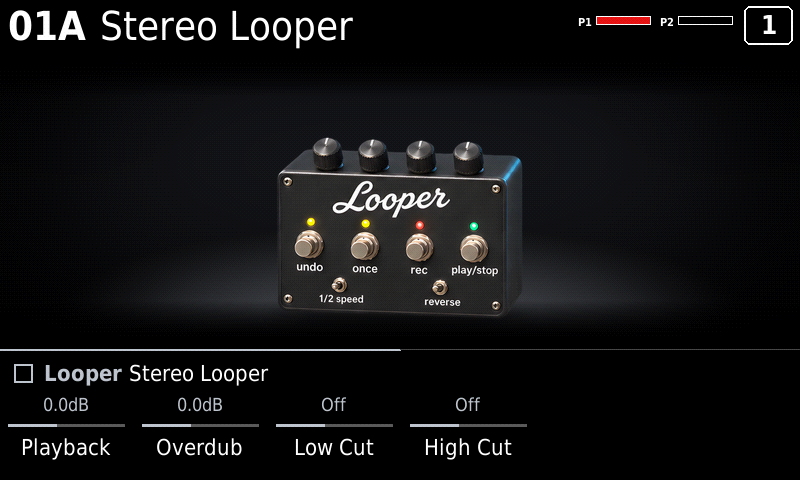 01A Stereo Looper
P1 P2 1
Looper
undo once rec play/stop
1/2 speed reverse
Looper Stereo Looper
0.0dB 0.0dB Off Off
Playback Overdub Low Cut High Cut